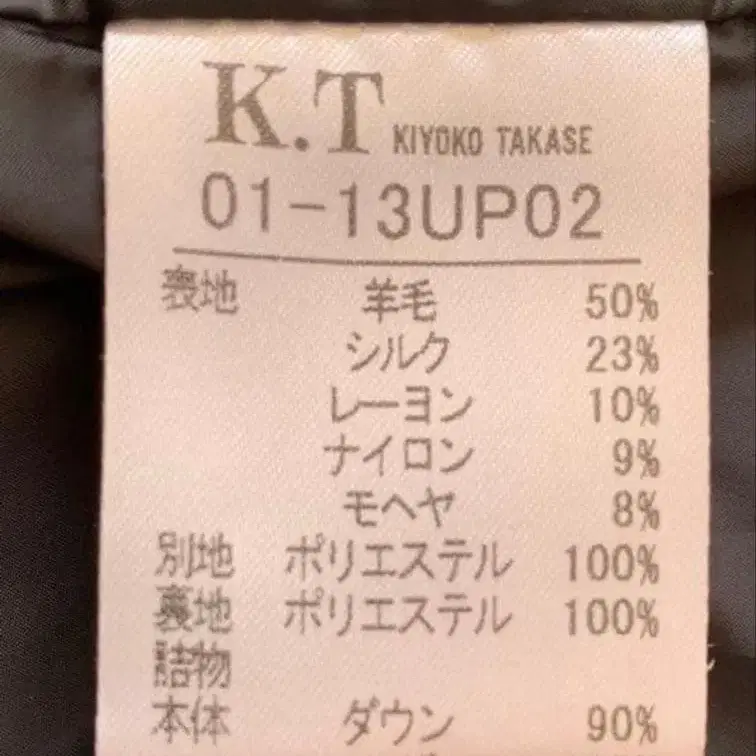 K.T KIYOKO TAKASE
01-13UP02
表地 羊毛 50%
シルク 23%
レーヨン 10%
ナイロン 9%
モヘヤ 8%
別地 ポリエステル 100%
裏地 ポリエステル 100%
詰物
本体 ダウン 90%